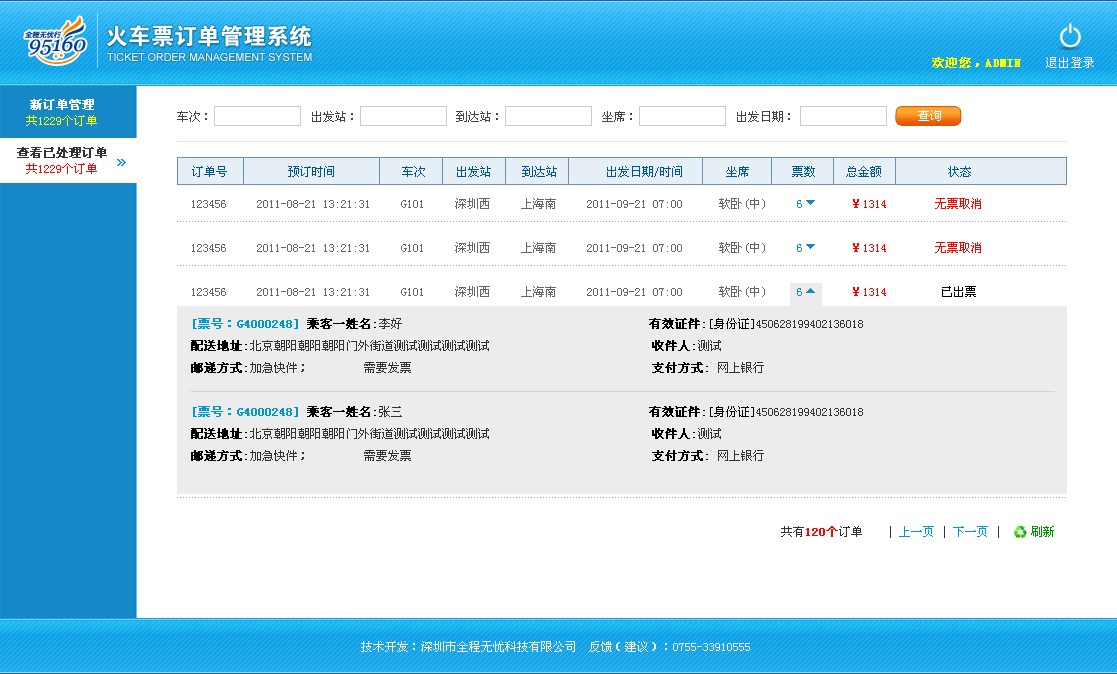 全程无忧行
95160
火车票订单管理系统
TICKET ORDER MANAGEMENT SYSTEM
欢迎您，ADMIN
退出登录
新订单管理
共1229个订单
查看已处理订单
共1229个订单
车次： 出发站： 到达站： 坐席： 出发日期： 查询
订单号 预订时间 车次 出发站 到达站 出发日期/时间 坐席 票数 总金额 状态
123456 2011-08-21 13:21:31 G101 深圳西 上海南 2011-09-21 07:00 软卧(中) 6 ¥1314 无票取消
123456 2011-08-21 13:21:31 G101 深圳西 上海南 2011-09-21 07:00 软卧(中) 6 ¥1314 无票取消
123456 2011-08-21 13:21:31 G101 深圳西 上海南 2011-09-21 07:00 软卧(中) 6 ¥1314 已出票
[票号：G4000248] 乘客一姓名:李好 有效证件:[身份证]450628199402136018
配送地址:北京朝阳朝阳朝阳门外街道测试测试测试测试 收件人:测试
邮递方式:加急快件； 需要发票 支付方式: 网上银行
[票号：G4000248] 乘客一姓名:张三 有效证件:[身份证]450628199402136018
配送地址:北京朝阳朝阳朝阳门外街道测试测试测试测试 收件人:测试
邮递方式:加急快件； 需要发票 支付方式: 网上银行
共有120个订单 | 上一页 | 下一页 | 刷新
技术开发：深圳市全程无忧科技有限公司 反馈（建议）：0755-33910555